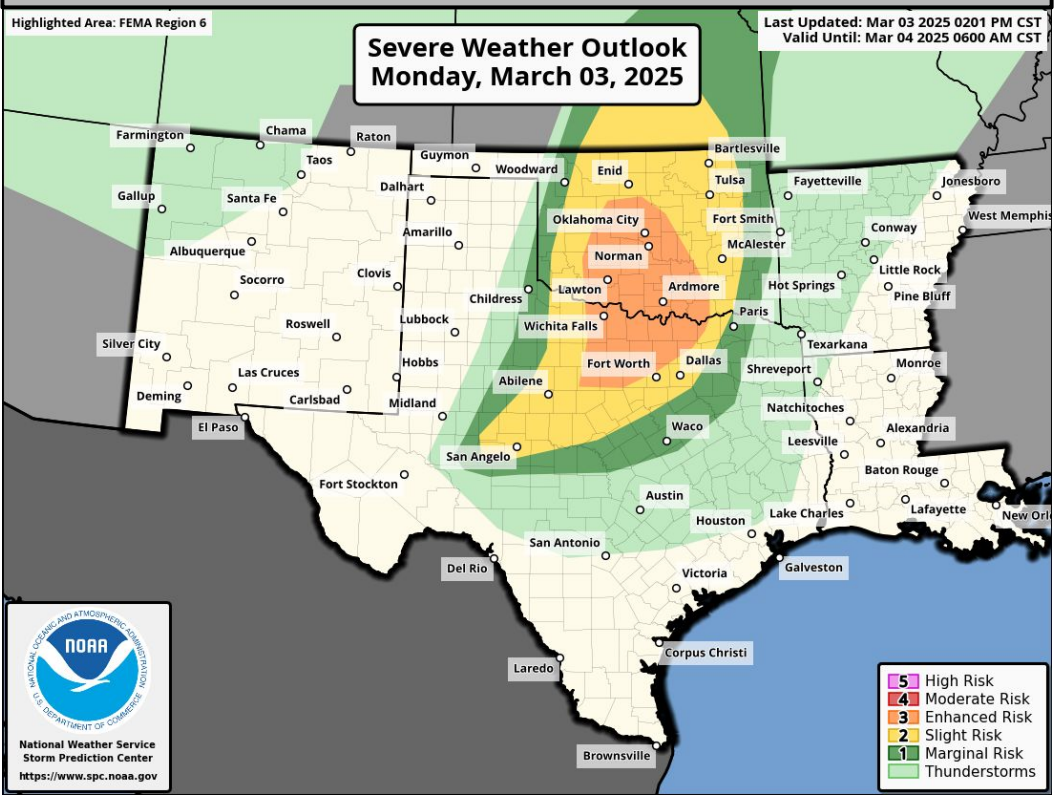 Highlighted Area: FEMA Region 6
Last Updated: Mar 03 2025 0201 PM CST
Valid Until: Mar 04 2025 0600 AM CST
Severe Weather Outlook
Monday, March 03, 2025
Farmington
Chama
Raton
Taos
Guymon
Woodward
Enid
Bartlesville
Tulsa
Fayetteville
Jonesboro
Gallup
Santa Fe
Dalhart
Oklahoma City
Fort Smith
West Memphis
Albuquerque
Amarillo
Norman
McAlester
Conway
Socorro
Clovis
Childress
Lawton
Ardmore
Hot Springs
Little Rock
Pine Bluff
Roswell
Lubbock
Wichita Falls
Paris
Texarkana
Silver City
Las Cruces
Hobbs
Fort Worth
Dallas
Shreveport
Monroe
Deming
Carlsbad
Midland
Abilene
Natchitoches
El Paso
Waco
Leesville
Alexandria
San Angelo
Baton Rouge
Fort Stockton
Austin
Houston
Lake Charles
Lafayette
New Orl
San Antonio
Del Rio
Victoria
Galveston
Laredo
Corpus Christi
Brownsville
NATIONAL OCEANIC AND ATMOSPHERIC ADMINISTRATION
NOAA
U.S. DEPARTMENT OF COMMERCE
National Weather Service
Storm Prediction Center
https://www.spc.noaa.gov
5 High Risk
4 Moderate Risk
3 Enhanced Risk
2 Slight Risk
1 Marginal Risk
Thunderstorms